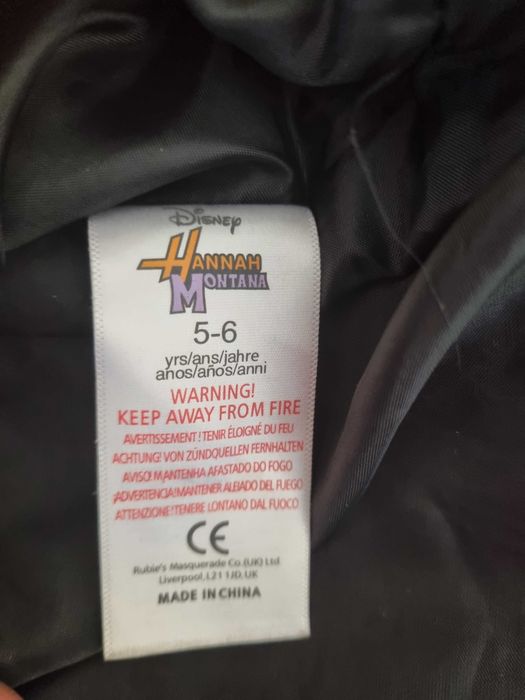 Disney
HANNAH
MONTANA
5-6
yrs/ans/jahre
anos/años/anni
WARNING!
KEEP AWAY FROM FIRE
AVERTISSEMENT! TENIR ÉLOIGNÉ DU FEU
ACHTUNG! VON ZÜNDQUELLEN FERNHALTEN
AVISO! MANTENHA AFASTADO DO FOGO
¡ADVERTENCIA!MANTENER ALEJADO DEL FUEGO
ATTENZIONE!TENERE LONTANO DAL FUOCO
CE
Rubie's Masquerade Co.(UK) Ltd
Liverpool, L21 1JD, UK
MADE IN CHINA